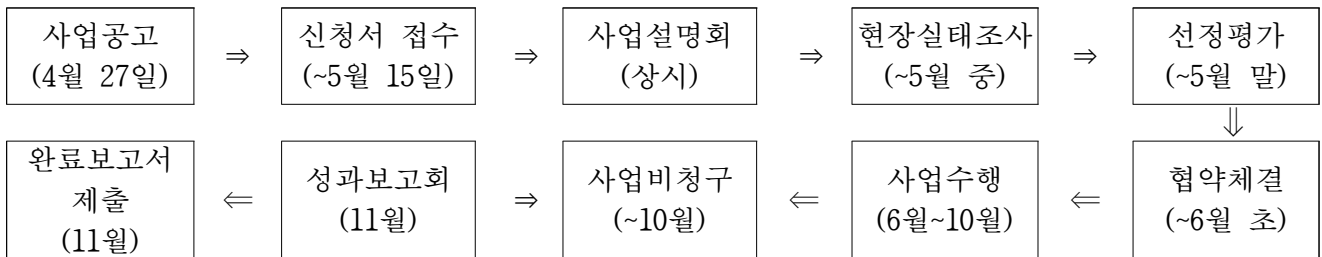 사업공고
(4월 27일)
⇒
신청서 접수
(~5월 15일)
⇒
사업설명회
(상시)
⇒
현장실태조사
(~5월 중)
⇒
선정평가
(~5월 말)
⇓
완료보고서
제출
(11월)
⇐
성과보고회
(11월)
⇒
사업비청구
(~10월)
⇐
사업수행
(6월~10월)
⇐
협약체결
(~6월 초)